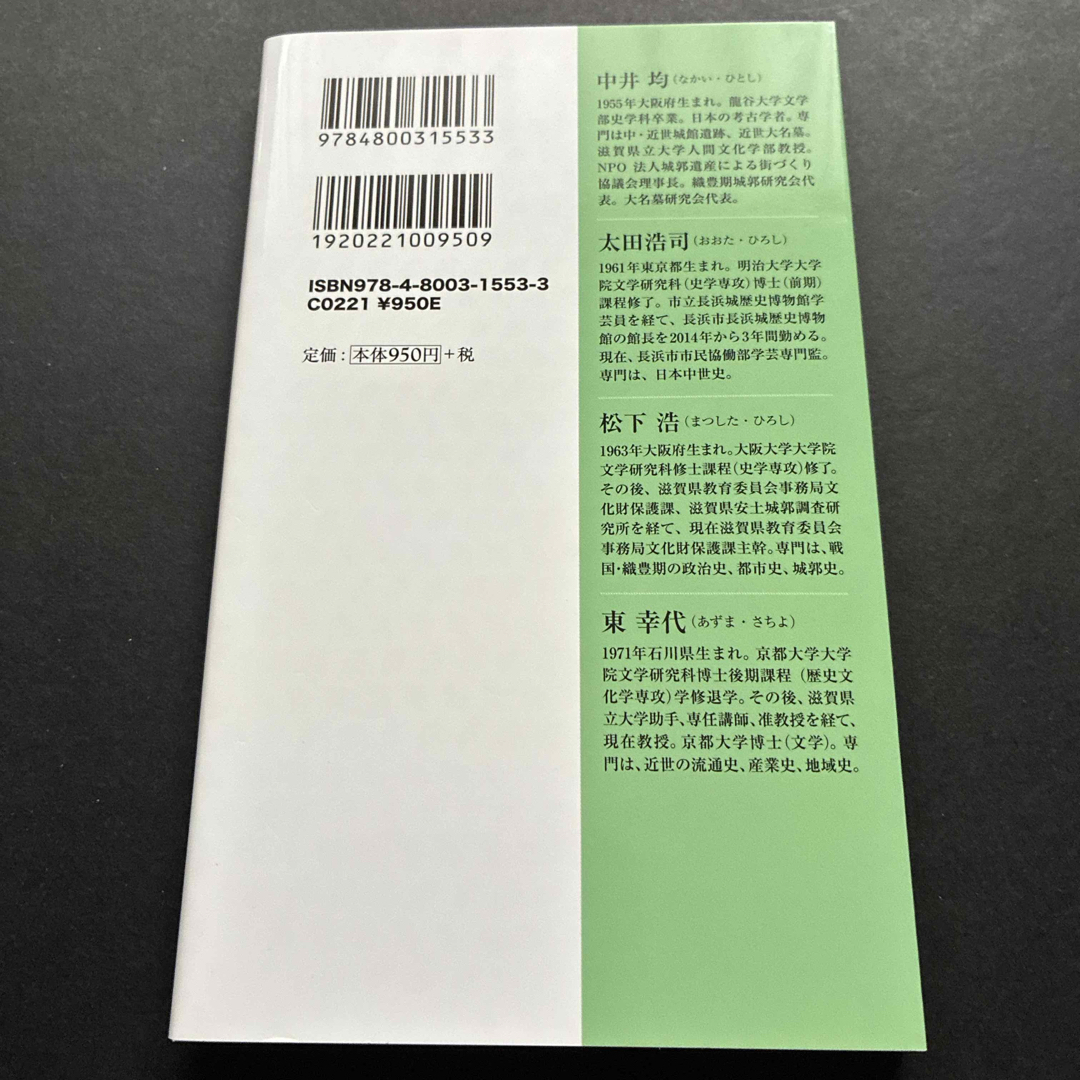 9784800315533
1920221009509
ISBN978-4-8003-1553-3
C0221 ¥950E
定価：本体950円+税
中井 均（なかい・ひとし）
1955年大阪府生まれ。龍谷大学文学
部史学科卒業。日本の考古学者。専
門は中・近世城館遺跡、近世大名墓。
滋賀県立大学人間文化学部教授。
NPO 法人城郭遺産による街づくり
協議会理事長。織豊期城郭研究会代
表。大名墓研究会代表。
太田浩司（おおた・ひろし）
1961年東京都生まれ。明治大学大学
院文学研究科（史学専攻）博士（前期）
課程修了。市立長浜城歴史博物館学
芸員を経て、長浜市長浜城歴史博物
館の館長を2014年から3年間勤める。
現在、長浜市市民協働部学芸専門監。
専門は、日本中世史。
松下 浩（まつした・ひろし）
1963年大阪府生まれ。大阪大学大学院
文学研究科修士課程（史学専攻）修了。
その後、滋賀県教育委員会事務局文
化財保護課、滋賀県安土城郭調査研
究所を経て、現在滋賀県教育委員会
事務局文化財保護課主幹。専門は、戦
国・織豊期の政治史、都市史、城郭史。
東 幸代（あずま・さちよ）
1971年石川県生まれ。京都大学大学
院文学研究科博士後期課程（歴史文
化学専攻）学修退学。その後、滋賀県
立大学助手、専任講師、准教授を経て、
現在教授。京都大学博士（文学）。専
門は、近世の流通史、産業史、地域史。